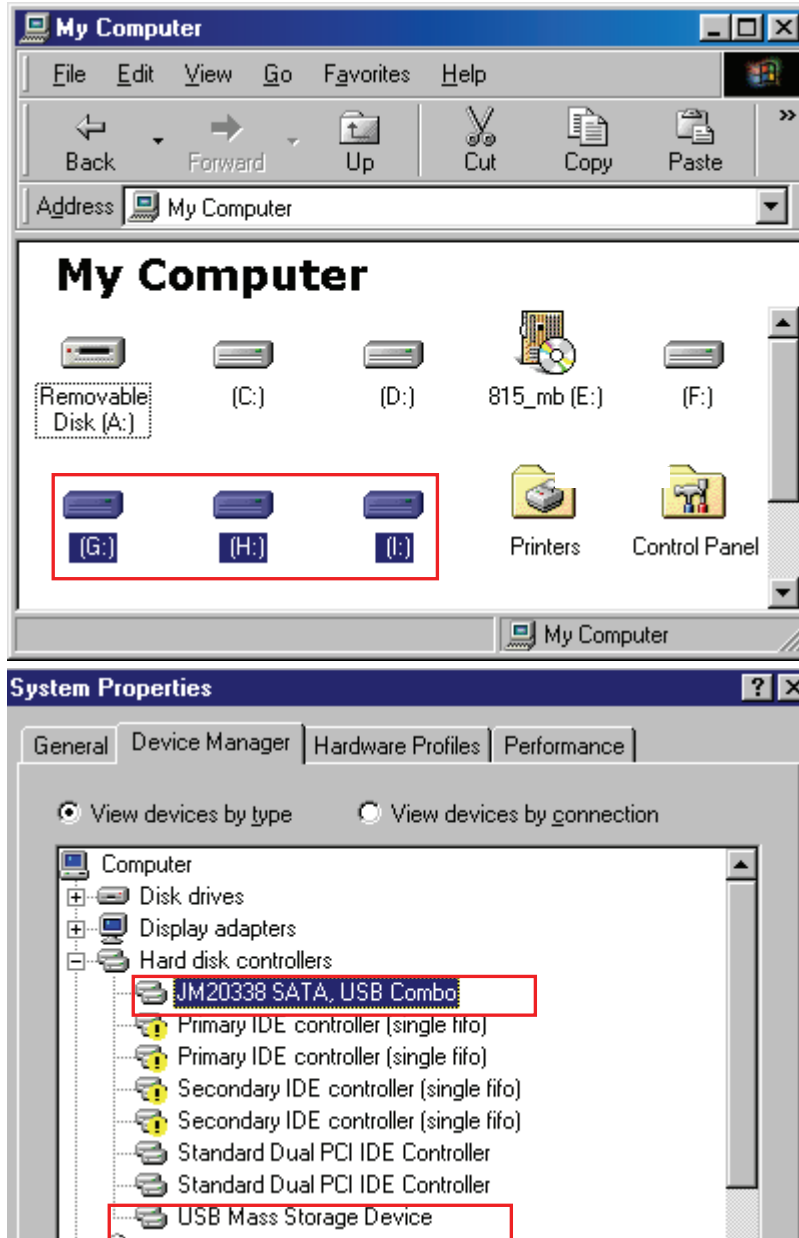 My Computer
File Edit View Go Favorites Help
Back Forward Up Cut Copy Paste »
Address My Computer
My Computer
Removable Disk (A:) (C:) (D:) 815_mb (E:) (F:)
(G:) (H:) (I:) Printers Control Panel
My Computer
System Properties
General Device Manager Hardware Profiles Performance
View devices by type View devices by connection
Computer
Disk drives
Display adapters
Hard disk controllers
JM20338 SATA, USB Combo
Primary IDE controller (single fifo)
Primary IDE controller (single fifo)
Secondary IDE controller (single fifo)
Secondary IDE controller (single fifo)
Standard Dual PCI IDE Controller
Standard Dual PCI IDE Controller
USB Mass Storage Device